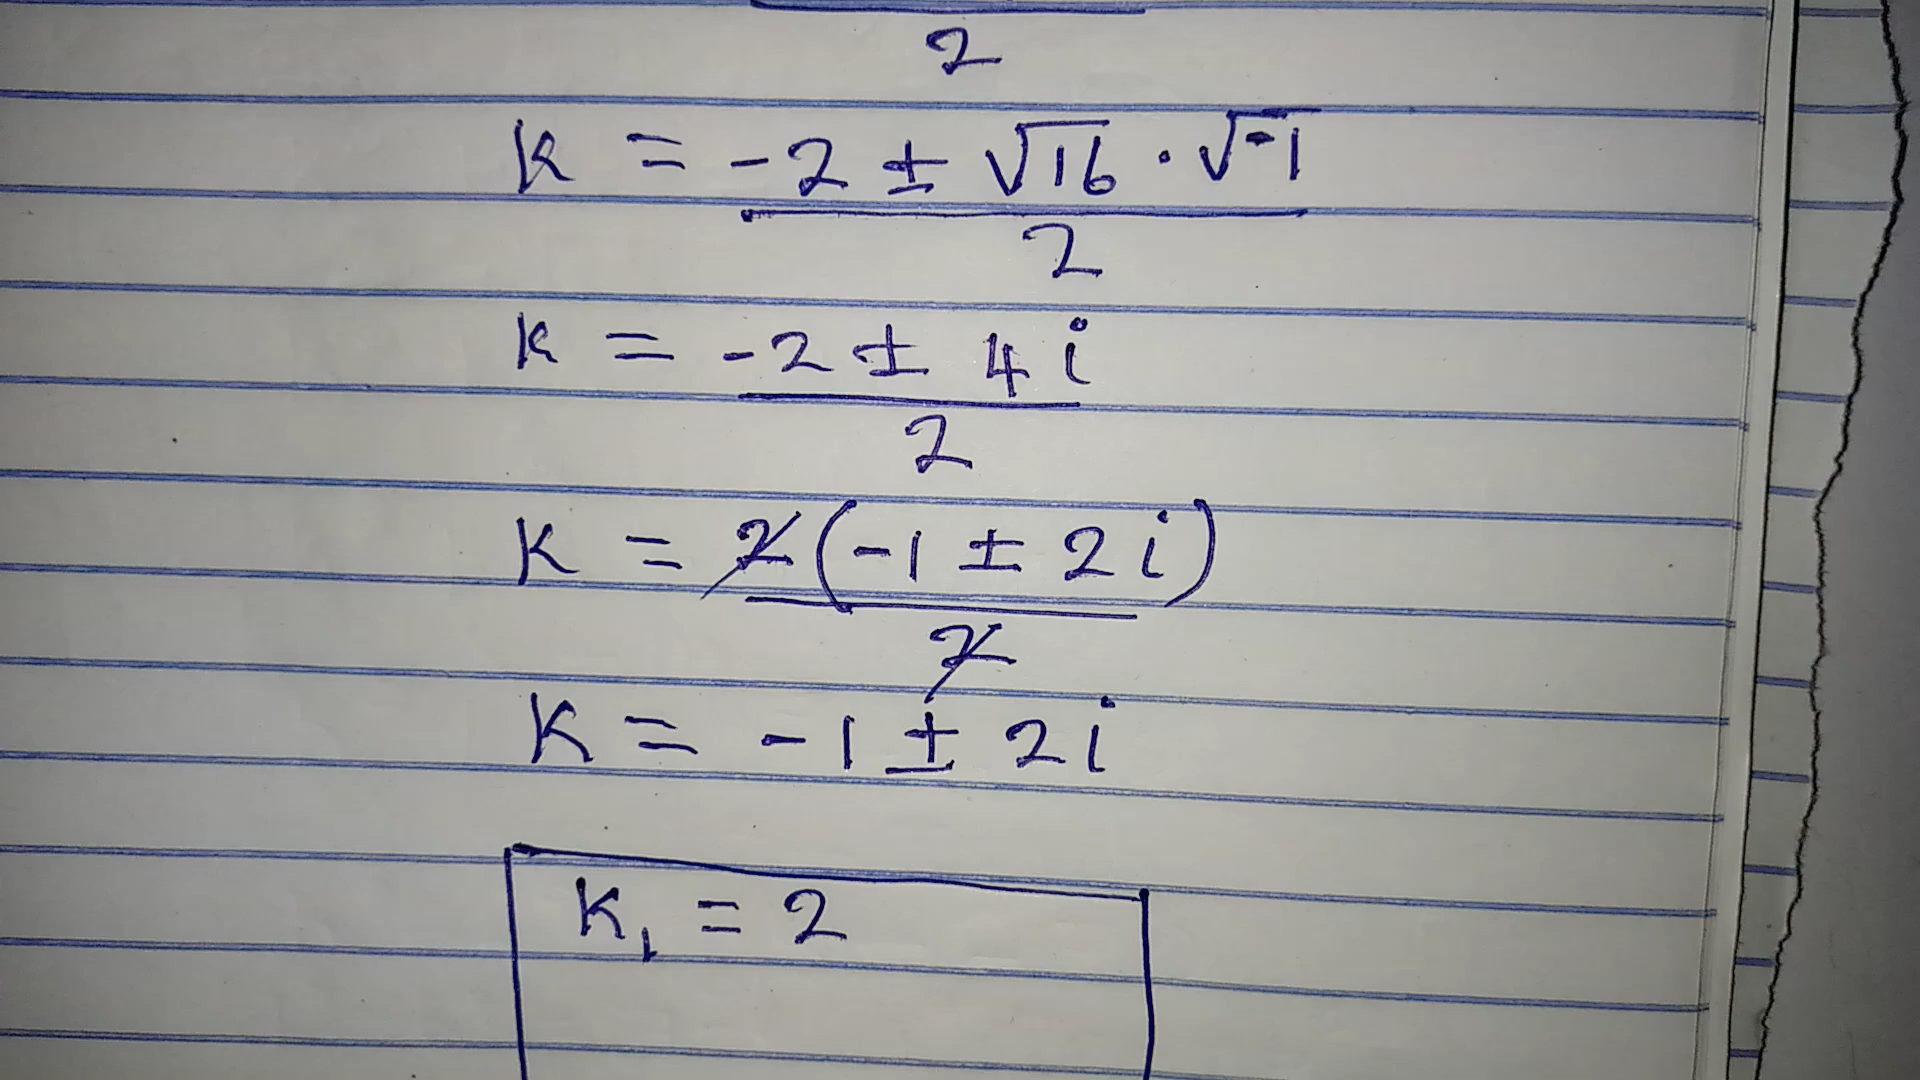 2
K = -2 ± √16 · √-1
2
K = -2 ± 4i
2
K = 2(-1 ± 2i)
2
K = -1 ± 2i
K₁ = 2